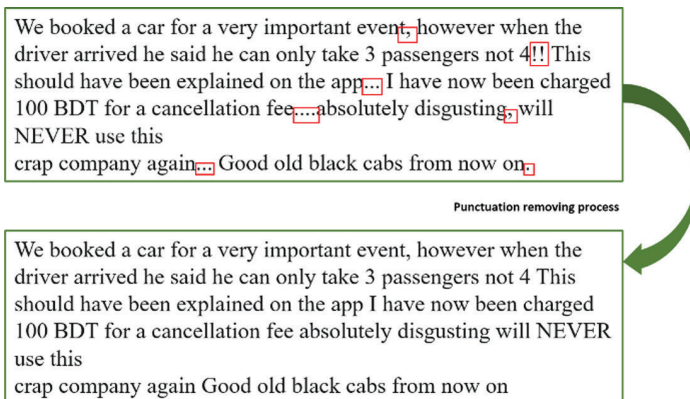 We booked a car for a very important event, however when the
driver arrived he said he can only take 3 passengers not 4!! This
should have been explained on the app... I have now been charged
100 BDT for a cancellation fee....absolutely disgusting, will
NEVER use this
crap company again... Good old black cabs from now on.
Punctuation removing process
We booked a car for a very important event, however when the
driver arrived he said he can only take 3 passengers not 4 This
should have been explained on the app I have now been charged
100 BDT for a cancellation fee absolutely disgusting will NEVER
use this
crap company again Good old black cabs from now on